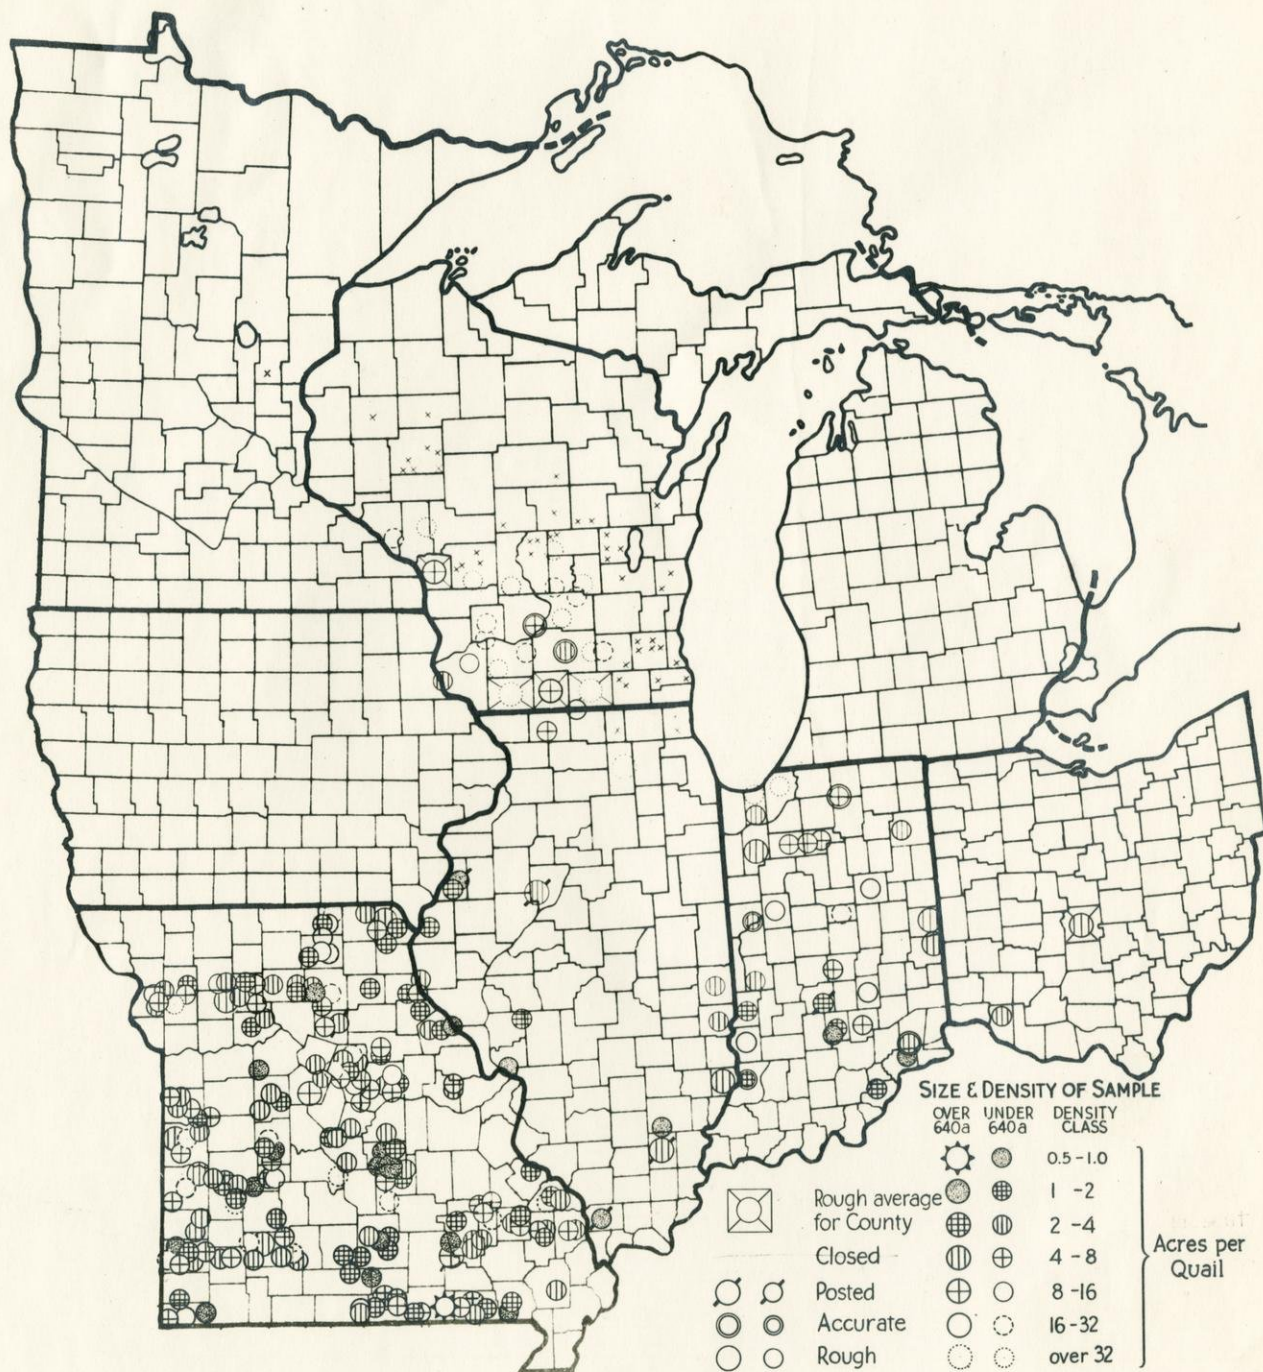 SIZE & DENSITY OF SAMPLE
OVER 640a UNDER 640a DENSITY CLASS
0.5-1.0
1 -2
Rough average for County
2 -4
Closed
4 -8
Posted
8 -16
Accurate
16-32
Rough
over 32
Acres per Quail